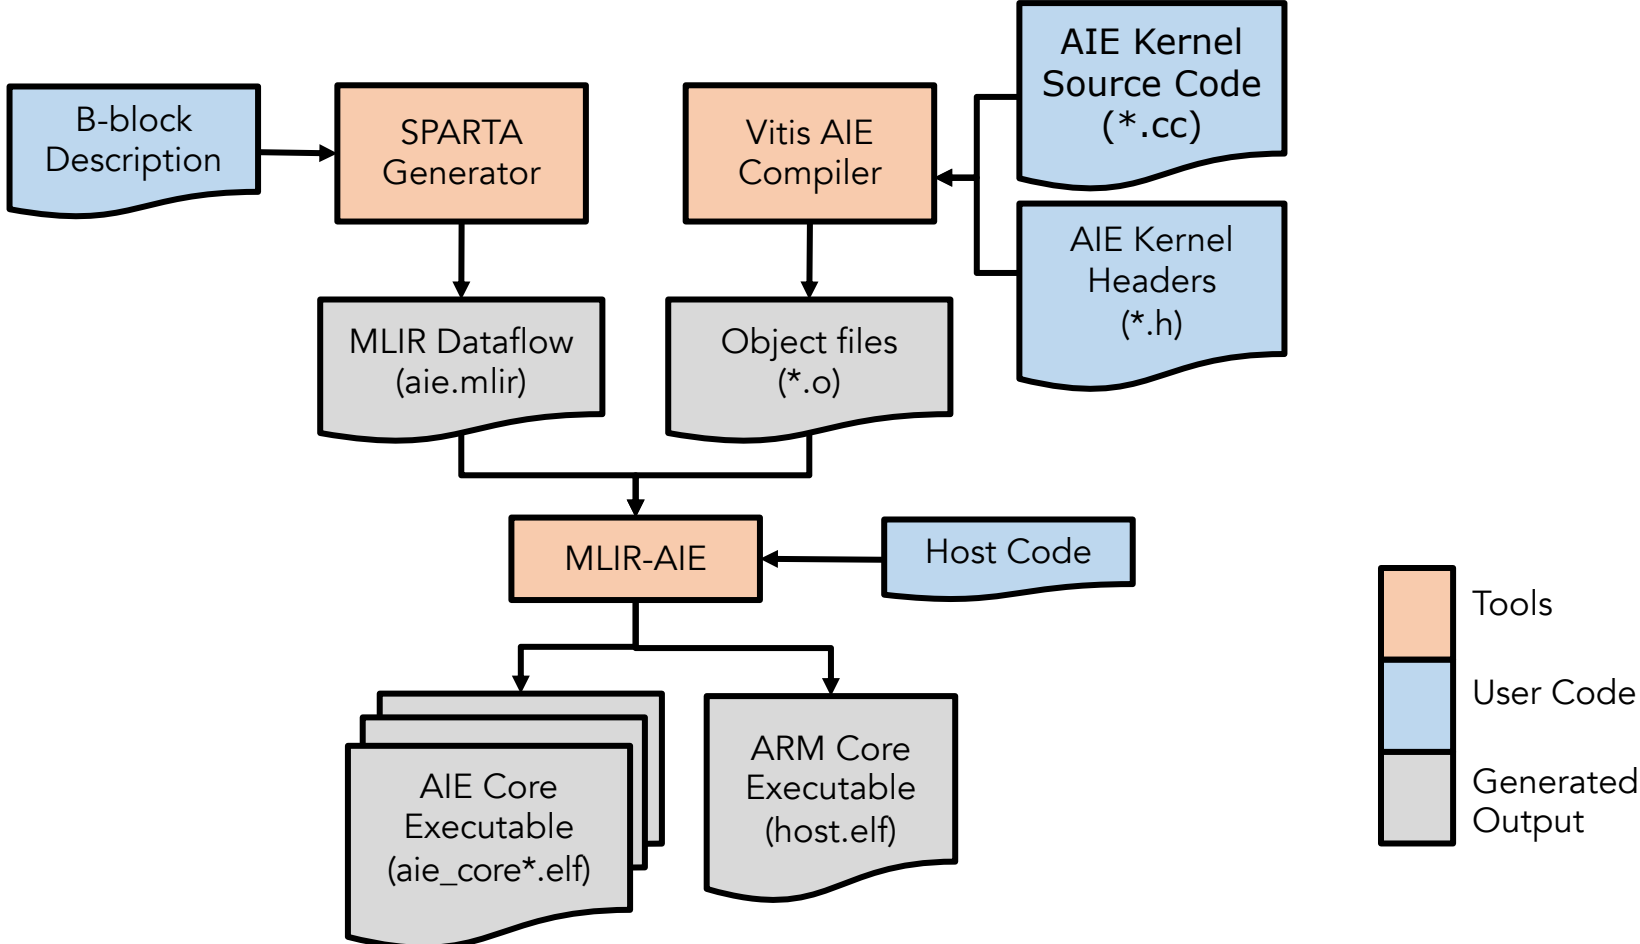 B-block
Description
SPARTA
Generator
Vitis AIE
Compiler
AIE Kernel
Source Code
(*.cc)
AIE Kernel
Headers
(*.h)
MLIR Dataflow
(aie.mlir)
Object files
(*.o)
MLIR-AIE
Host Code
AIE Core
Executable
(aie_core*.elf)
ARM Core
Executable
(host.elf)
Tools
User Code
Generated
Output